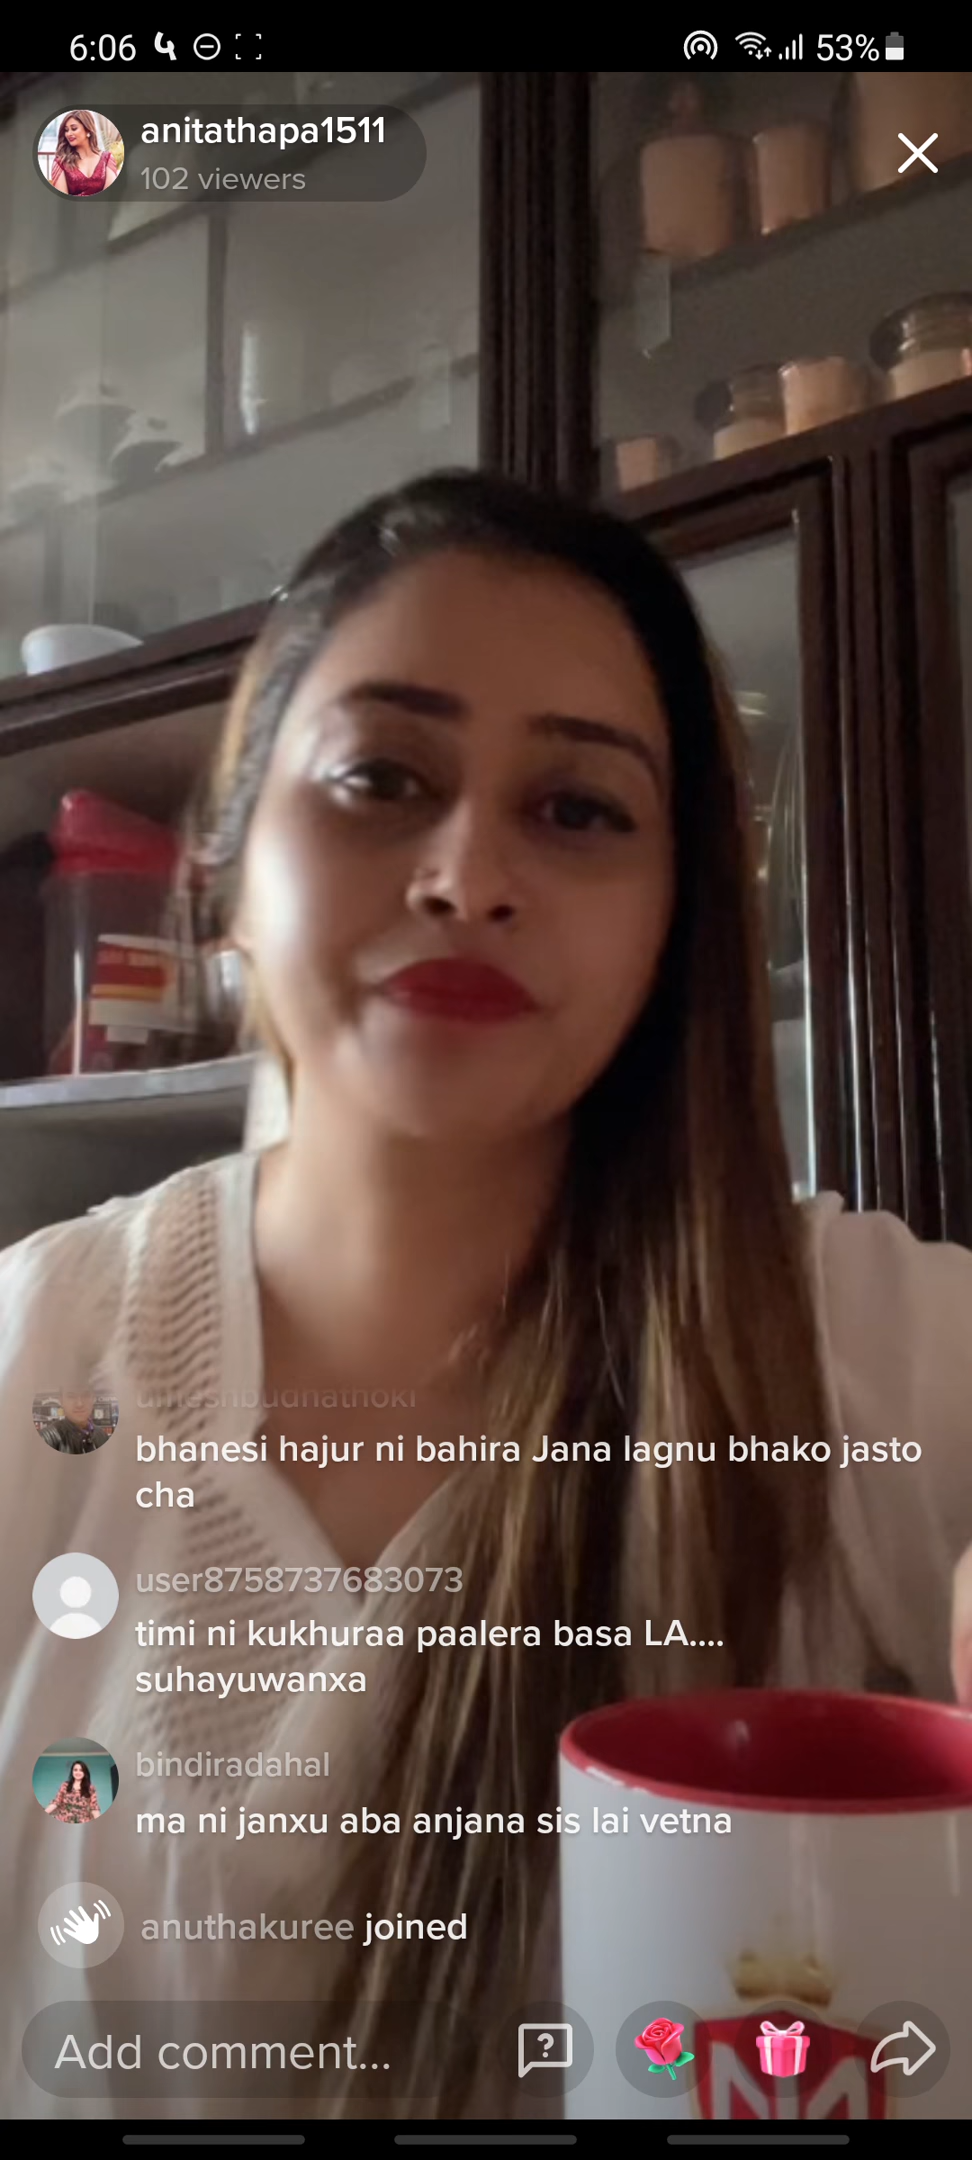 6:06
53%
anitathapa1511
102 viewers
umeshbudhathoki
bhanesi hajur ni bahira Jana lagnu bhako jasto
cha
user8758737683073
timi ni kukhuraa paalera basa LA....
suhayuwanxa
bindiradahal
ma ni janxu aba anjana sis lai vetna
anuthakuree joined
Add comment...